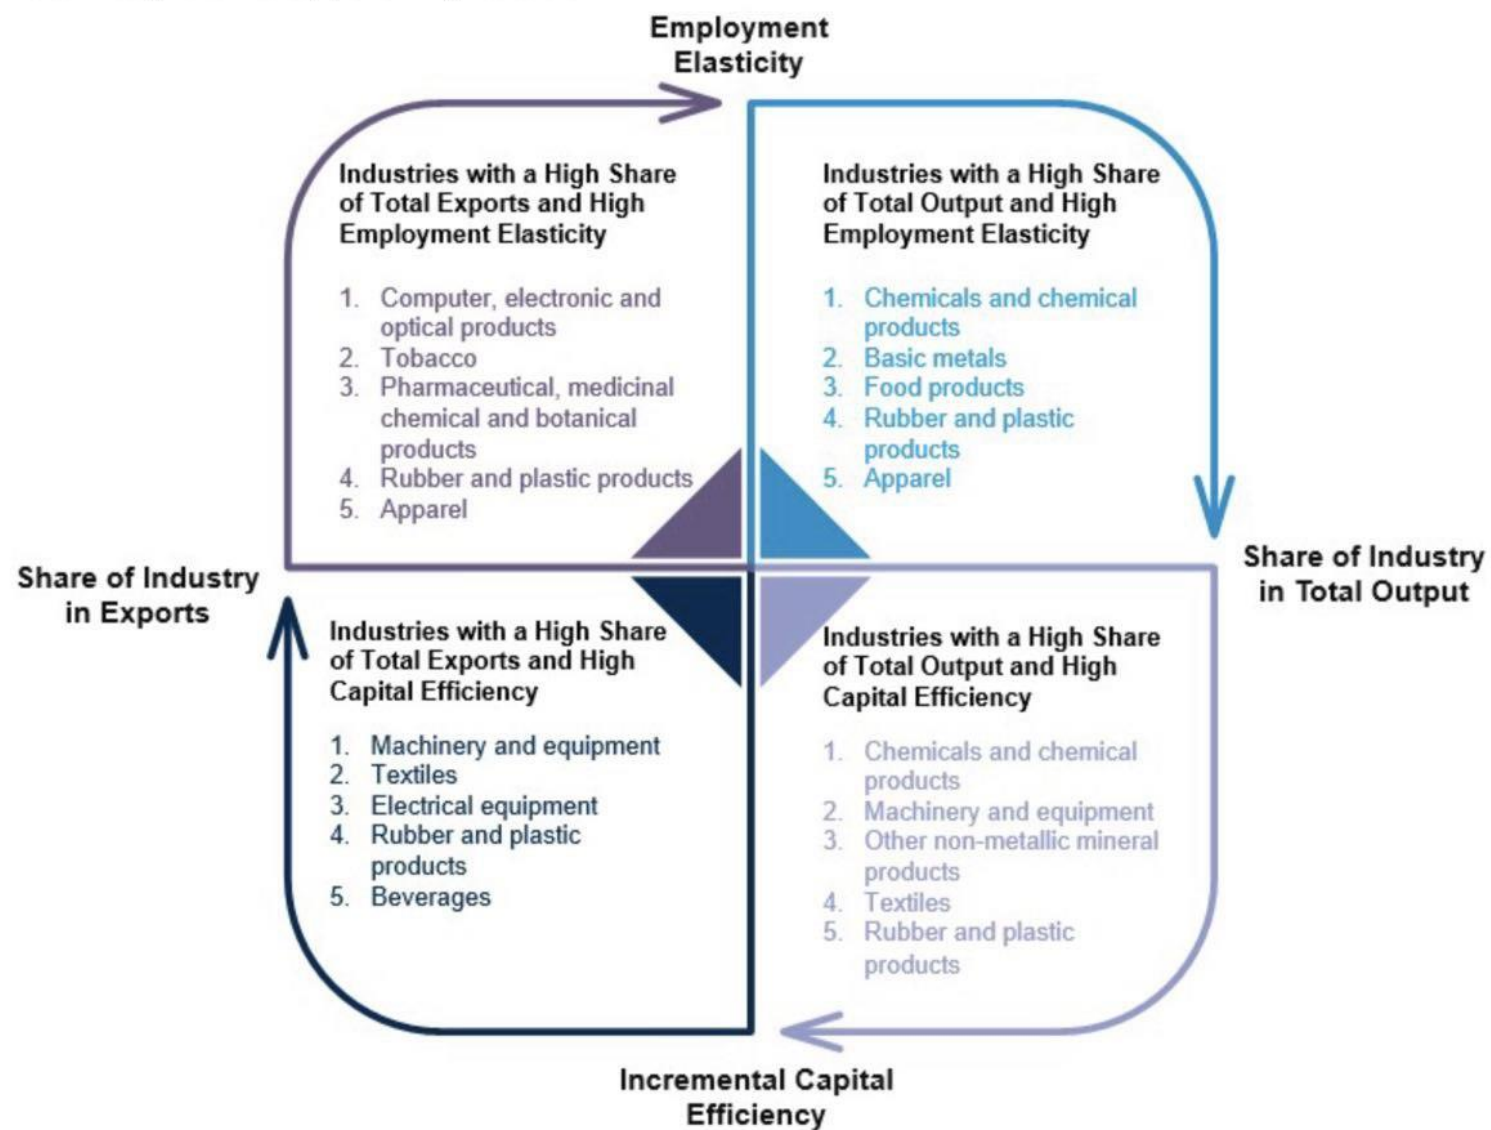 Employment
Elasticity
Industries with a High Share
of Total Exports and High
Employment Elasticity
1. Computer, electronic and
optical products
2. Tobacco
3. Pharmaceutical, medicinal
chemical and botanical
products
4. Rubber and plastic products
5. Apparel
Industries with a High Share
of Total Output and High
Employment Elasticity
1. Chemicals and chemical
products
2. Basic metals
3. Food products
4. Rubber and plastic
products
5. Apparel
Share of Industry
in Exports
Share of Industry
in Total Output
Industries with a High Share
of Total Exports and High
Capital Efficiency
1. Machinery and equipment
2. Textiles
3. Electrical equipment
4. Rubber and plastic
products
5. Beverages
Industries with a High Share
of Total Output and High
Capital Efficiency
1. Chemicals and chemical
products
2. Machinery and equipment
3. Other non-metallic mineral
products
4. Textiles
5. Rubber and plastic
products
Incremental Capital
Efficiency